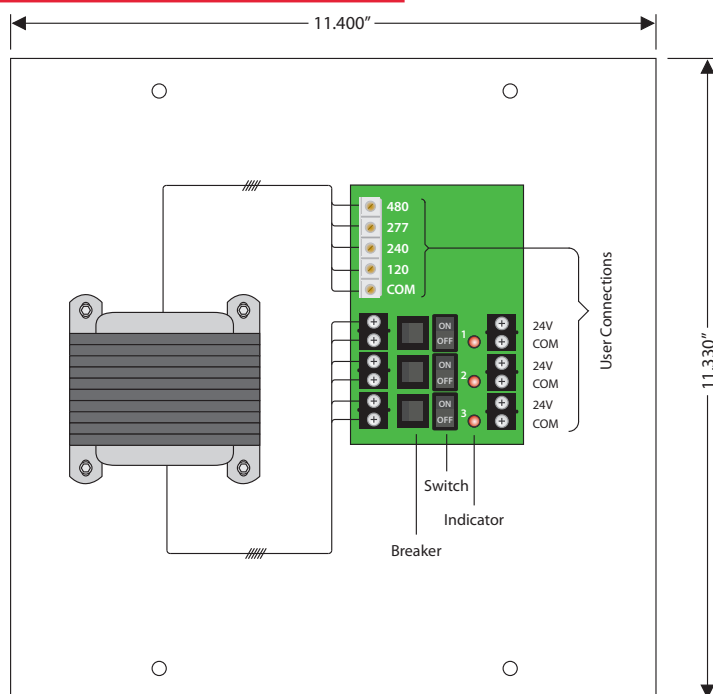 11.400”
480
277
240
120
COM
ON
OFF
1
24V
COM
ON
OFF
2
24V
COM
ON
OFF
3
24V
COM
User Connections
11.330”
Switch
Indicator
Breaker